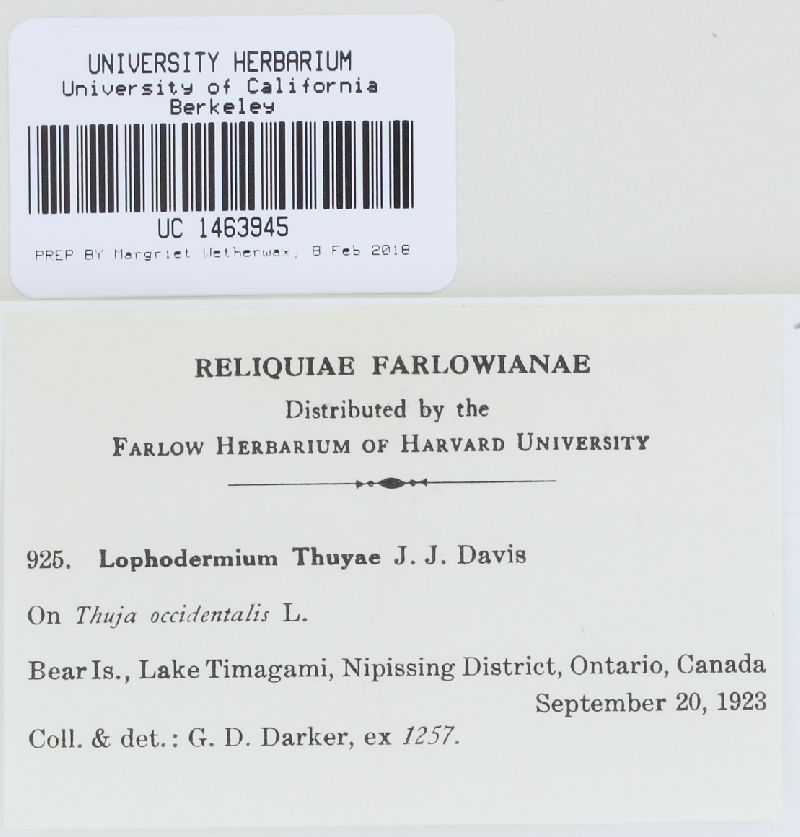 UNIVERSITY HERBARIUM
University of California
Berkeley
UC 1463945
PREP BY Margriet Wetherwax, 8 Feb 2018
RELIQUIAE FARLOWIANAE
Distributed by the
FARLOW HERBARIUM OF HARVARD UNIVERSITY
925. Lophodermium Thuyae J. J. Davis
On Thuja occidentalis L.
Bear Is., Lake Timagami, Nipissing District, Ontario, Canada
September 20, 1923
Coll. & det.: G. D. Darker, ex 1257.